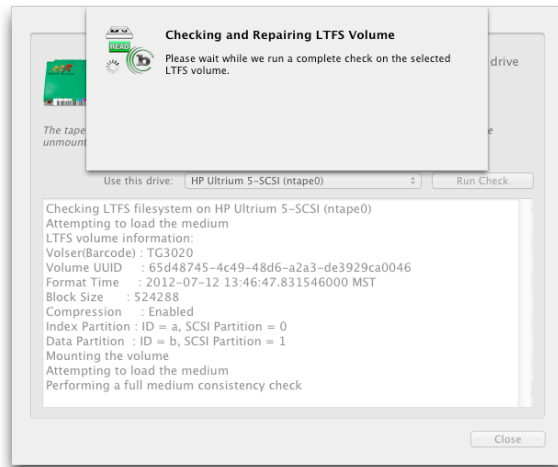 READ
b
Checking and Repairing LTFS Volume
Please wait while we run a complete check on the selected
LTFS volume.
drive
The tape
e
unmount
Use this drive: HP Ultrium 5-SCSI (ntape0) Run Check
Checking LTFS filesystem on HP Ultrium 5-SCSI (ntape0)
Attempting to load the medium
LTFS volume information:
Volser(Barcode) : TG3020
Volume UUID : 65d48745-4c49-48d6-a2a3-de3929ca0046
Format Time : 2012-07-12 13:46:47.831546000 MST
Block Size : 524288
Compression : Enabled
Index Partition : ID = a, SCSI Partition = 0
Data Partition : ID = b, SCSI Partition = 1
Mounting the volume
Attempting to load the medium
Performing a full medium consistency check
Close